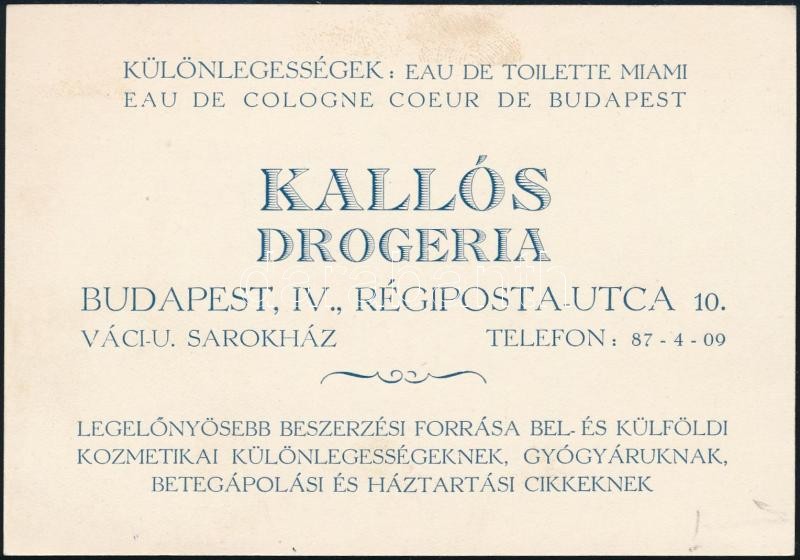 KÜLÖNLEGESSÉGEK: EAU DE TOILETTE MIAMI
EAU DE COLOGNE COEUR DE BUDAPEST
KALLÓS
DROGERIA
BUDAPEST, IV., RÉGIPOSTA-UTCA 10.
VÁCI-U. SAROKHÁZ TELEFON: 87-4-09
LEGELŐNYÖSEBB BESZERZÉSI FORRÁSA BEL- ÉS KÜLFÖLDI
KOZMETIKAI KÜLÖNLEGESSÉGEKNEK, GYÓGYÁRUKNAK,
BETEGÁPOLÁSI ÉS HÁZTARTÁSI CIKKEKNEK